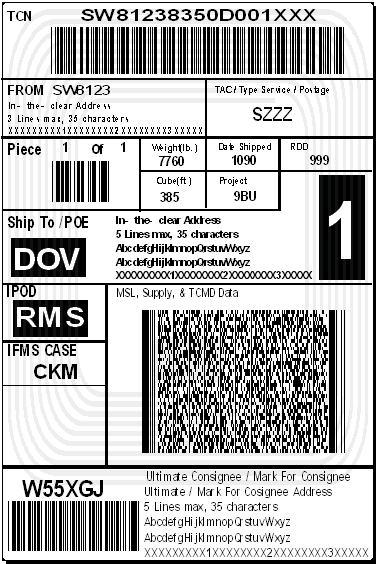 TCN SW81238350D001XXX
FROM SW8123
In- the- clear Address
3 Lines max, 35 characters
XXXXXXXXX1XXXXXXXXX2XXXXXXXXX3XXXXX
TAC/Type Service / Postage
SZZZ
Piece 1 Of 1
Weight(lb.)
7760
Date Shipped
1090
RDD
999
Cube(ft)
385
Project
9BU
Ship To /POE
DOV
In- the- clear Address
5 Lines max, 35 characters
AbcdefgHijklmnopQrstuvWxyz
AbcdefgHijklmnopQrstuvWxyz
XXXXXXXXX1XXXXXXXXX2XXXXXXXX3XXXXX
1
IPOD
RMS
MSL, Supply, & TCMD Data
IFMS CASE
CKM
W55XGJ
Ultimate Consignee / Mark For Consignee
Ultimate / Mark For Cosignee Address
5 Lines max, 35 characters
AbcdefgHijklmnopQrstuvWxyz
AbcdefgHijklmnopQrstuvWxyz
XXXXXXXXX1XXXXXXXXX2XXXXXXXXX3XXXXX